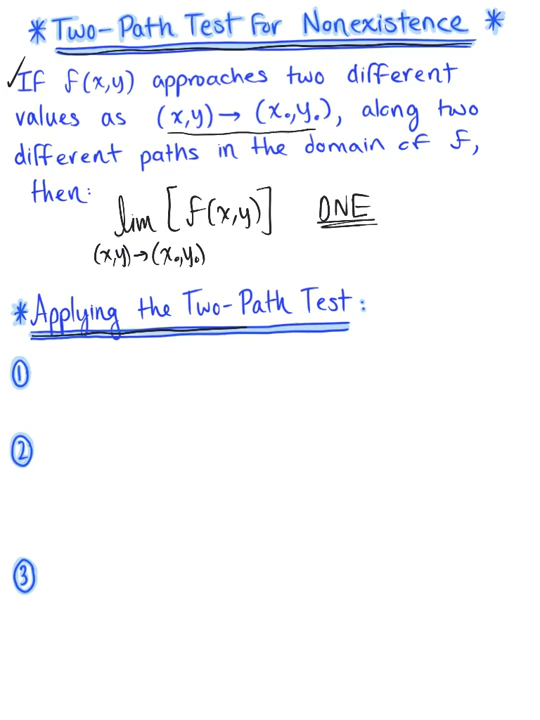 * Two-Path Test For Nonexistence *
✓If f(x,y) approaches two different
values as (x,y) → (x₀,y₀), along two
different paths in the domain of f,
then:
lim [f(x,y)] DNE
(x,y)→(x₀,y₀)
* Applying the Two-Path Test:
①
②
③